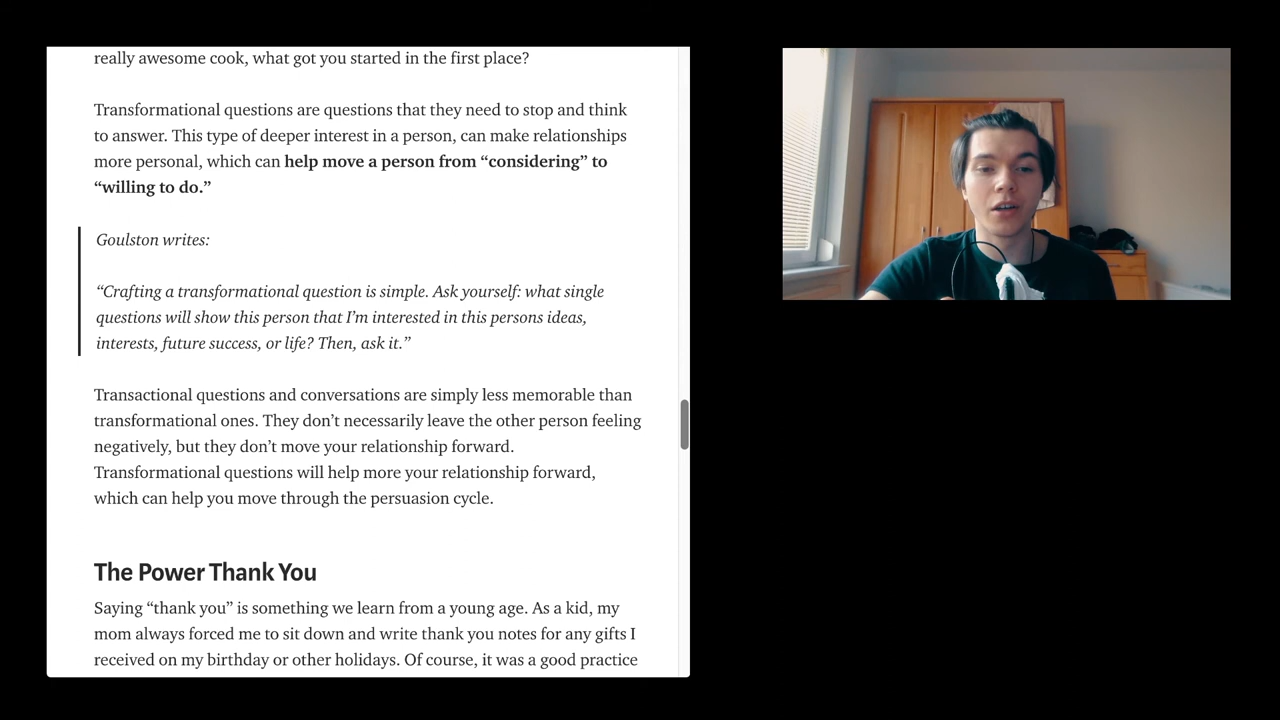 really awesome cook, what got you started in the first place?
Transformational questions are questions that they need to stop and think
to answer. This type of deeper interest in a person, can make relationships
more personal, which can help move a person from “considering” to
“willing to do.”
Goulston writes:
“Crafting a transformational question is simple. Ask yourself: what single
questions will show this person that I’m interested in this persons ideas,
interests, future success, or life? Then, ask it.”
Transactional questions and conversations are simply less memorable than
transformational ones. They don’t necessarily leave the other person feeling
negatively, but they don’t move your relationship forward.
Transformational questions will help more your relationship forward,
which can help you move through the persuasion cycle.
The Power Thank You
Saying “thank you” is something we learn from a young age. As a kid, my
mom always forced me to sit down and write thank you notes for any gifts I
received on my birthday or other holidays. Of course, it was a good practice